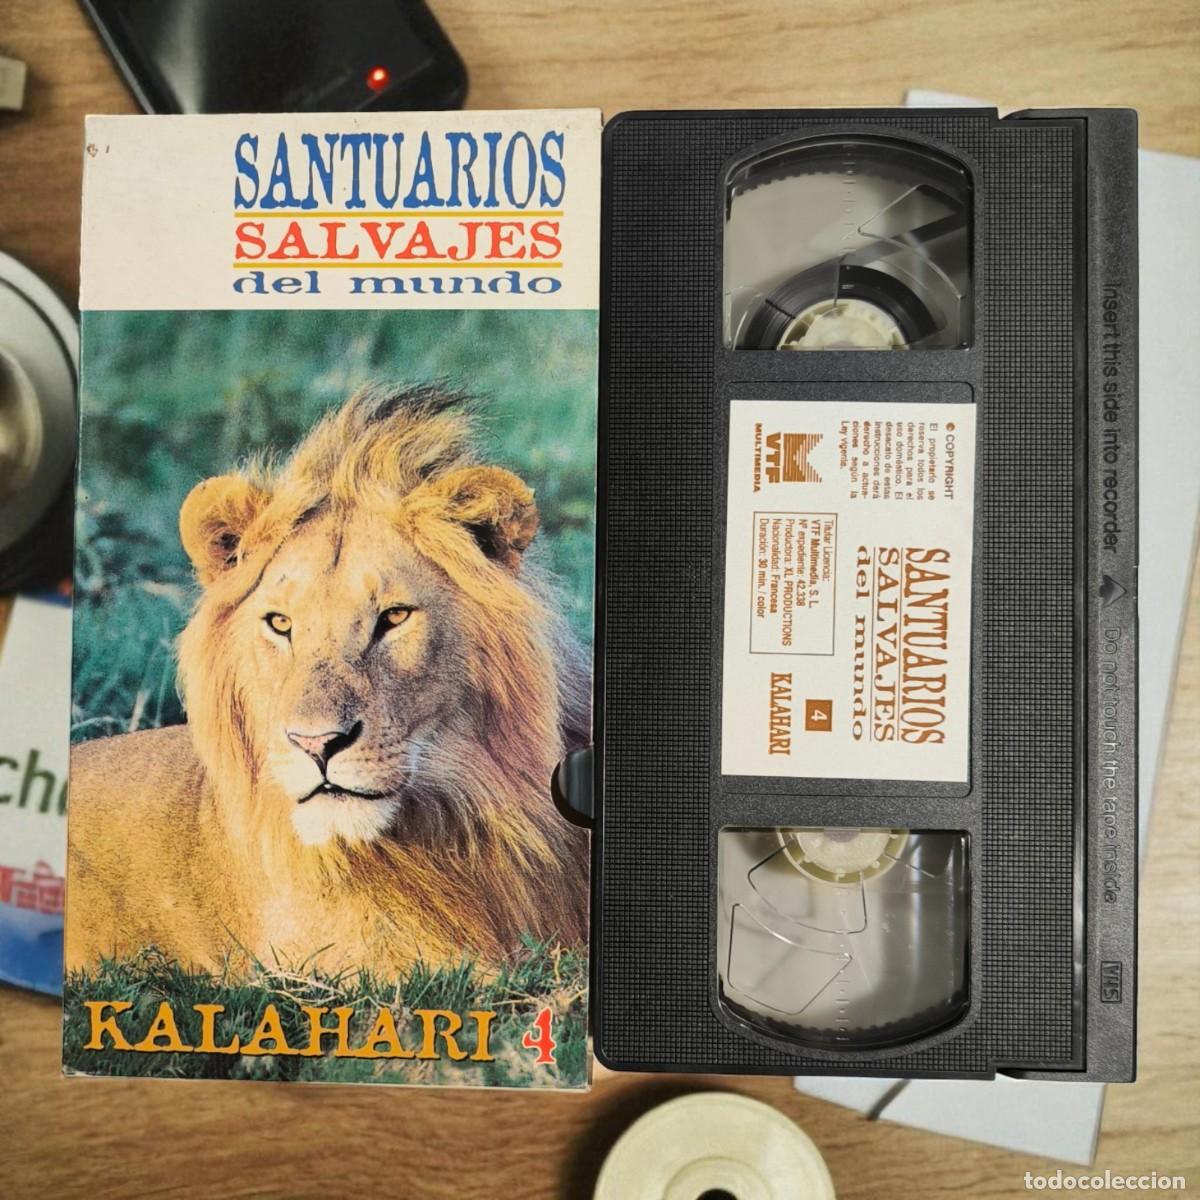 SANTUARIOS
SALVAJES
del mundo
KALAHARI 4
© COPYRIGHT
El propietario se
reserva todos los
derechos para el
uso doméstico. El
desacato de estas
instrucciones dará
derecho a actua-
ciones según la
Ley vigente.
VTF
MULTIMEDIA
SANTUARIOS
SALVAJES
del mundo
Titular Licencia:
VTF Multimedia, S. L.
Nº expediente: 42.338
Productora: XL PRODUCTIONS
Nacionalidad: Francesa
Duración: 30 min. / color
4
KALAHARI
Insert this side into recorder
Do not touch the tape inside
VHS
ch
todocoleccion